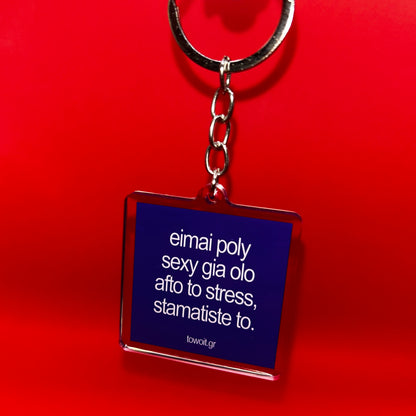 eimai poly
sexy gia olo
afto to stress,
stamatiste to.
towoit.gr